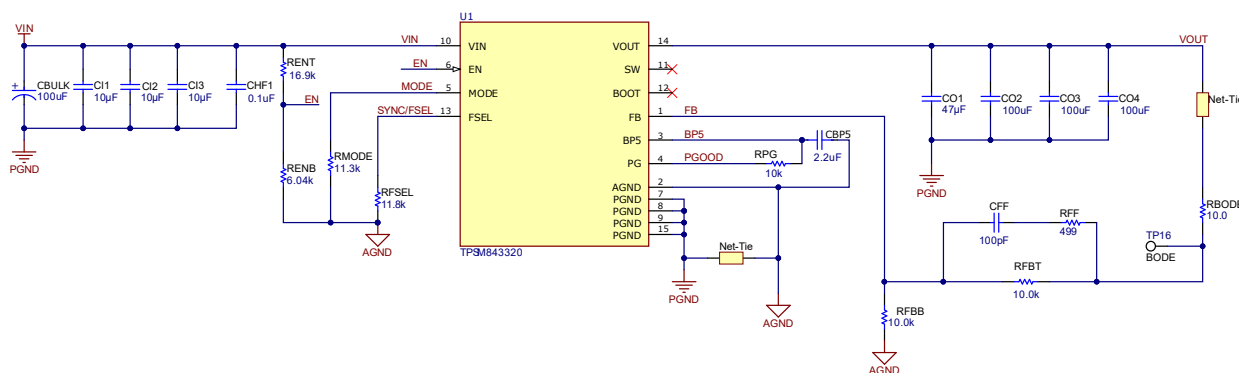 VIN
CBULK
100uF
CI1
10µF
CI2
10µF
CI3
10µF
CHF1
0.1uF
PGND
RENT
16.9k
EN
RENB
6.04k
RMODE
11.3k
RFSEL
11.8k
AGND
VIN
EN
MODE
SYNC/FSEL
10
6
5
13
U1
VIN
EN
MODE
FSEL
VOUT
SW
BOOT
FB
BP5
PG
AGND
PGND
PGND
PGND
PGND
TPSM843320
14
11
12
1
3
4
2
7
8
9
15
FB
BP5
PGOOD
RPG
10k
CBP5
2.2uF
Net-Tie
PGND
AGND
VOUT
CO1
47µF
CO2
100uF
CO3
100uF
CO4
100uF
PGND
Net-Tie
RBODE
10.0
TP16
BODE
CFF
100pF
RFF
499
RFBT
10.0k
RFBB
10.0k
AGND